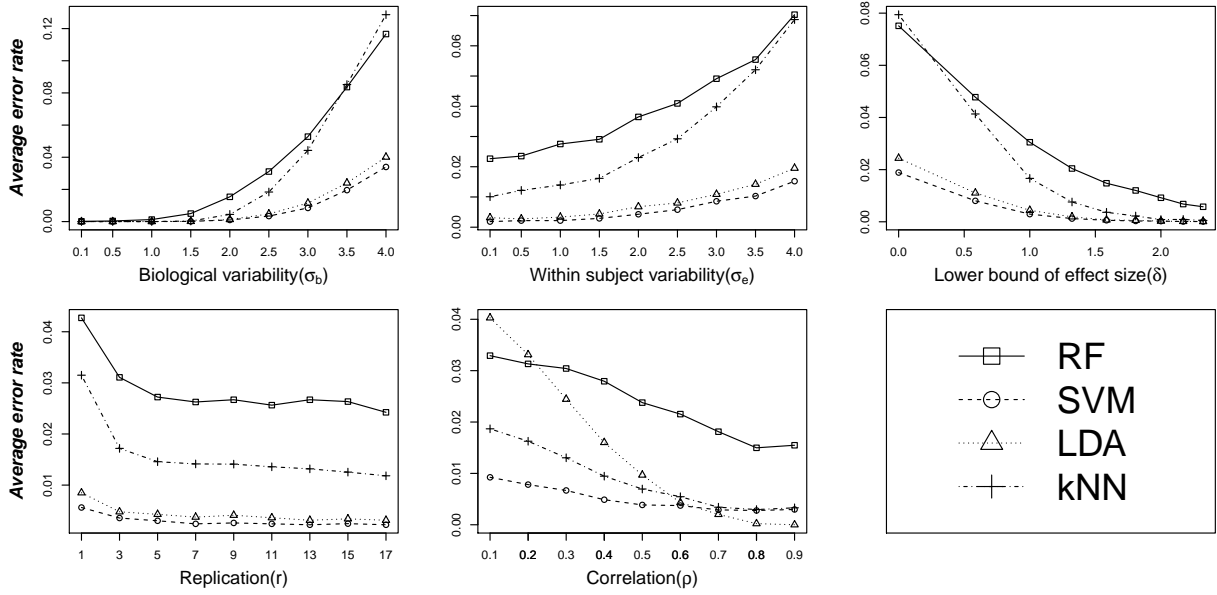 Average error rate
0.00 0.04 0.08 0.12
0.1 0.5 1.0 1.5 2.0 2.5 3.0 3.5 4.0
Biological variability(σb)
0.00 0.02 0.04 0.06
0.1 0.5 1.0 1.5 2.0 2.5 3.0 3.5 4.0
Within subject variability(σe)
0.00 0.02 0.04 0.06 0.08
0.0 0.5 1.0 1.5 2.0
Lower bound of effect size(δ)
Average error rate
0.01 0.02 0.03 0.04
1 3 5 7 9 11 13 15 17
Replication(r)
0.00 0.01 0.02 0.03 0.04
0.1 0.2 0.3 0.4 0.5 0.6 0.7 0.8 0.9
Correlation(ρ)
RF
SVM
LDA
kNN